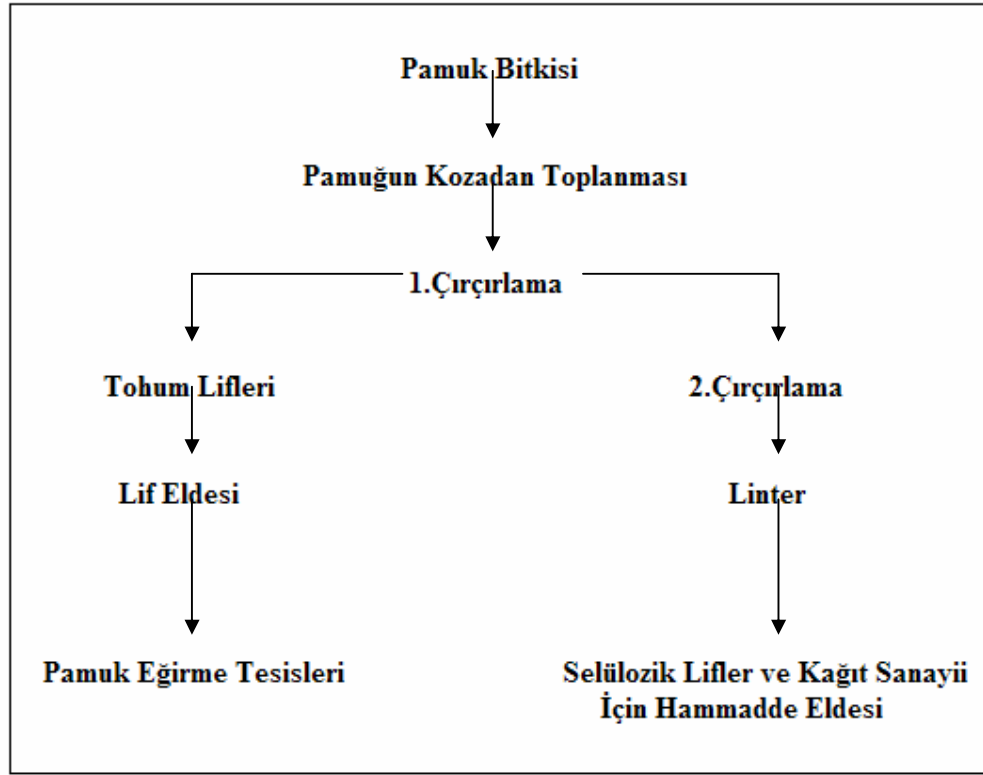 Pamuk Bitkisi
Pamuğun Kozadan Toplanması
1.Çırçırlama
Tohum Lifleri
2.Çırçırlama
Lif Eldesi
Linter
Pamuk Eğirme Tesisleri
Selülozik Lifler ve Kağıt Sanayii
İçin Hammadde Eldesi